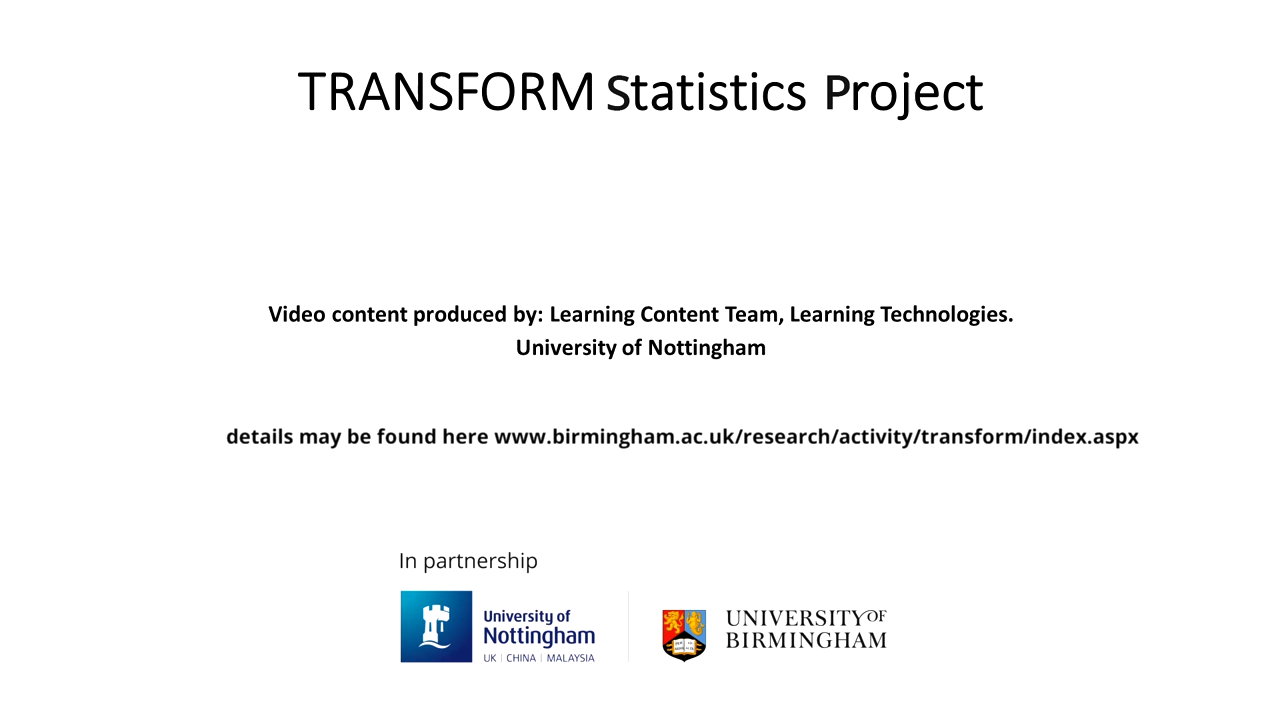 TRANSFORM Statistics Project
Video content produced by: Learning Content Team, Learning Technologies.
University of Nottingham
details may be found here www.birmingham.ac.uk/research/activity/transform/index.aspx
In partnership
University of
Nottingham
UK | CHINA | MALAYSIA
UNIVERSITY OF
BIRMINGHAM